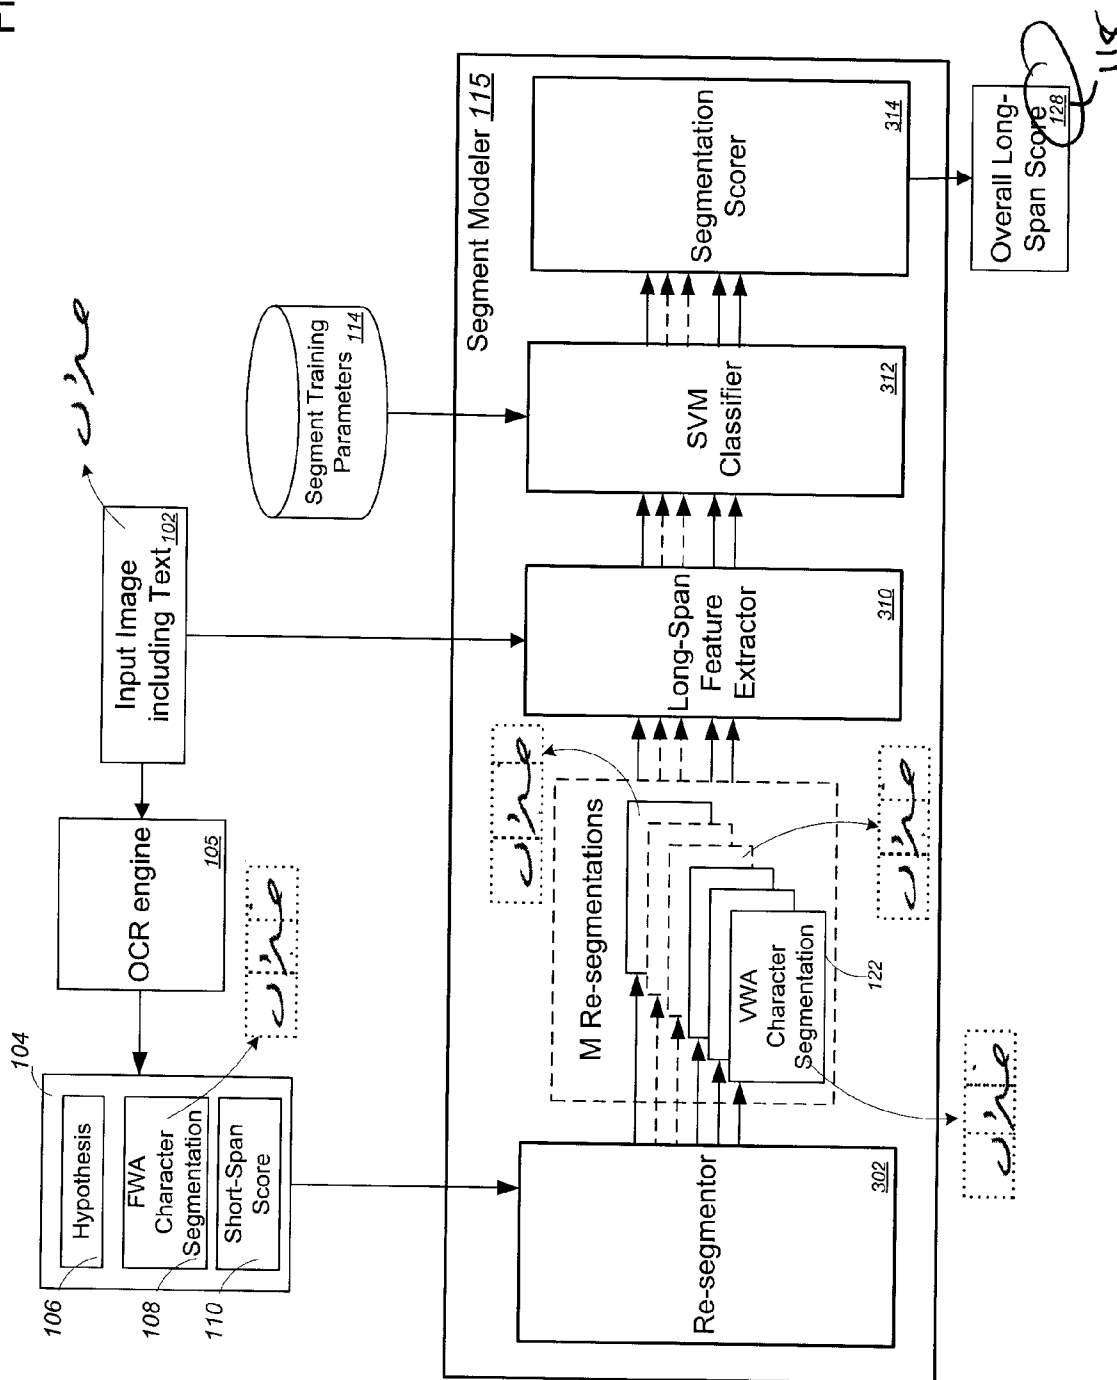 104
106
108
110
Hypothesis
FWA
Character
Segmentation
Short-Span
Score
OCR engine
105
Input Image
including Text
102
Segment Training
Parameters 114
Segment Modeler 115
M Re-segmentations
Re-segmentor
302
VWA
Character
Segmentation
122
Long-Span
Feature
Extractor
310
SVM
Classifier
312
Segmentation
Scorer
314
Overall Long-
Span Score
128
118